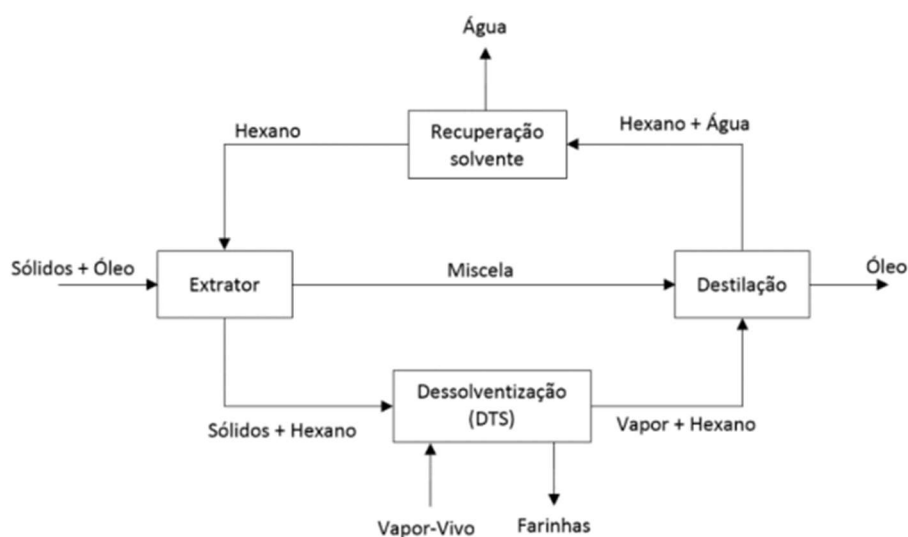 Água
Hexano
Recuperação
solvente
Hexano + Água
Sólidos + Óleo
Extrator
Miscela
Destilação
Óleo
Sólidos + Hexano
Dessolventização
(DTS)
Vapor + Hexano
Vapor-Vivo
Farinhas